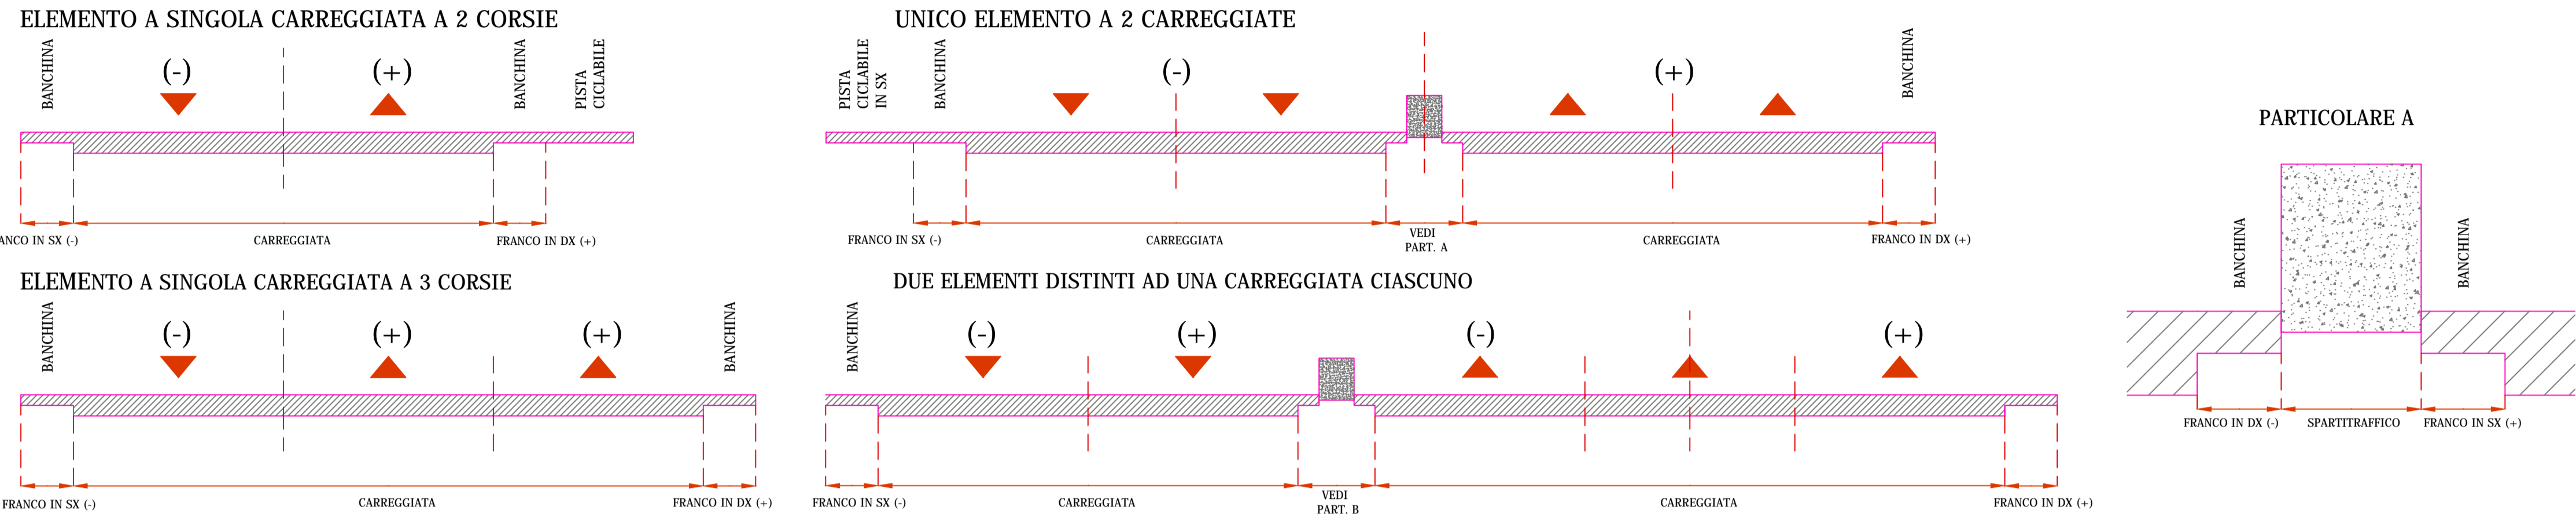 ELEMENTO A SINGOLA CARREGGIATA A 2 CORSIE
BANCHINA
(-)
(+)
BANCHINA
PISTA
CICLABILE
ANCO IN SX (-)
CARREGGIATA
FRANCO IN DX (+)
UNICO ELEMENTO A 2 CARREGGIATE
PISTA
CICLABILE
IN SX
BANCHINA
(-)
(+)
BANCHINA
FRANCO IN SX (-)
CARREGGIATA
VEDI
PART. A
CARREGGIATA
FRANCO IN DX (+)
ELEMENTO A SINGOLA CARREGGIATA A 3 CORSIE
BANCHINA
(-)
(+)
(+)
BANCHINA
FRANCO IN SX (-)
CARREGGIATA
FRANCO IN DX (+)
DUE ELEMENTI DISTINTI AD UNA CARREGGIATA CIASCUNO
BANCHINA
(-)
(+)
(-)
(+)
FRANCO IN SX (-)
CARREGGIATA
VEDI
PART. B
CARREGGIATA
FRANCO IN DX (+)
PARTICOLARE A
BANCHINA
BANCHINA
FRANCO IN DX (-)
SPARTITRAFFICO
FRANCO IN SX (+)